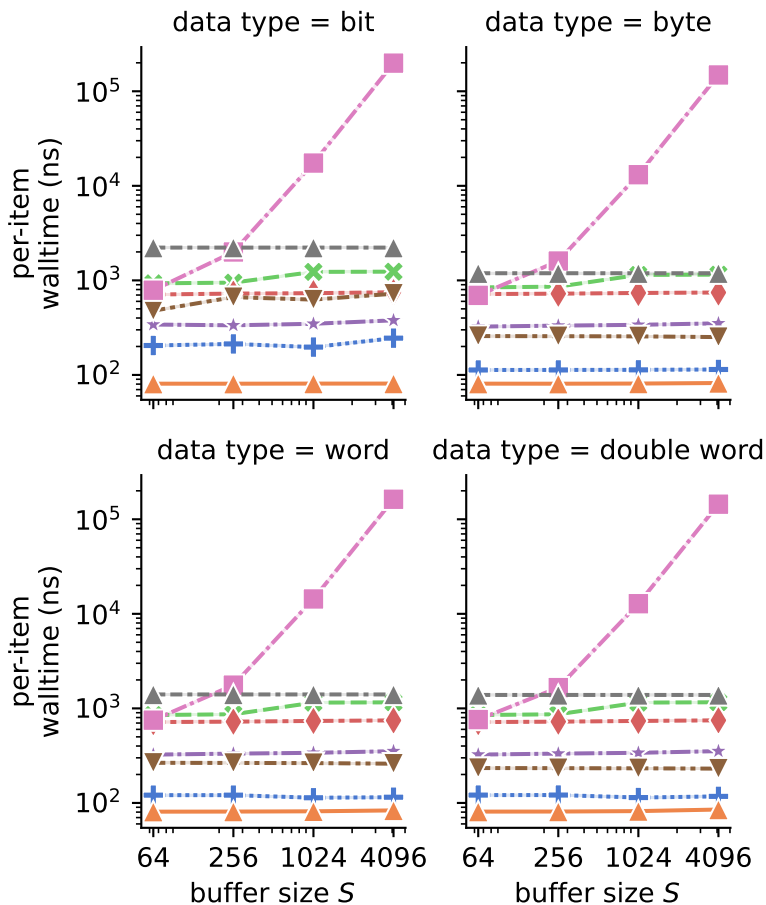 data type = bit
data type = byte
per-item
walltime (ns)
10^5
10^4
10^3
10^2
data type = word
data type = double word
per-item
walltime (ns)
10^5
10^4
10^3
10^2
64 256 1024 4096
64 256 1024 4096
buffer size S
buffer size S